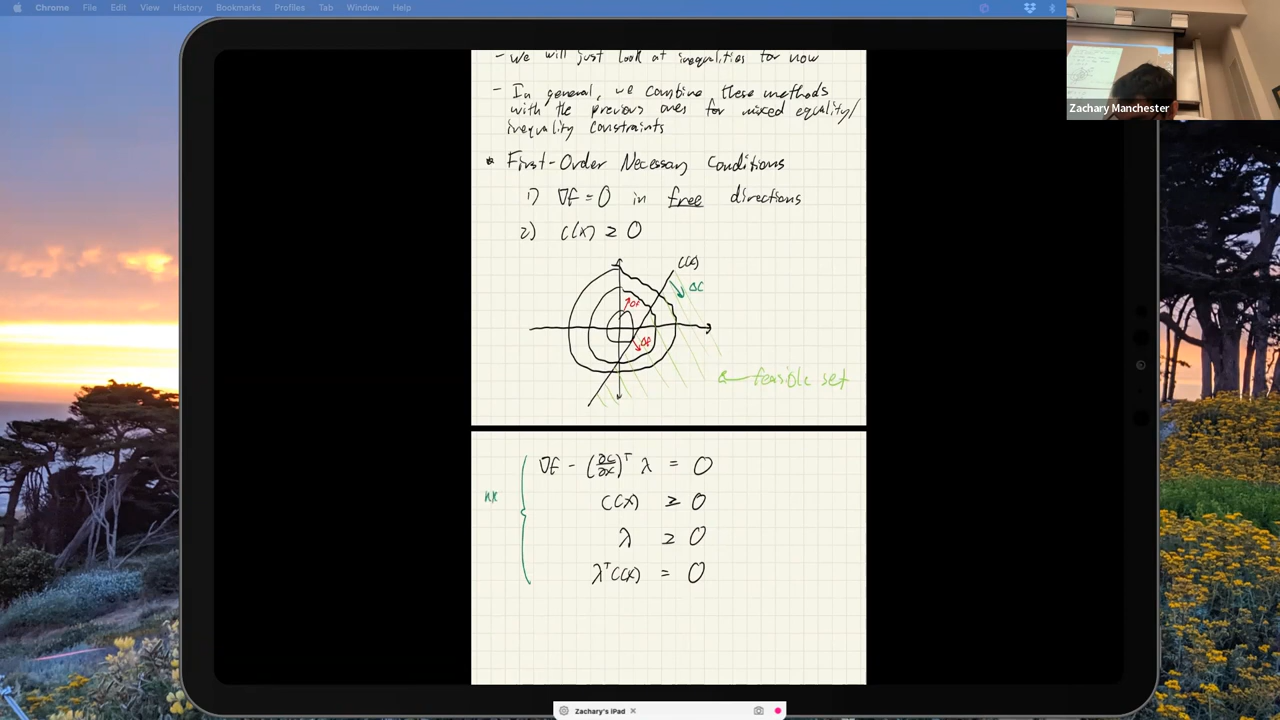 Chrome File Edit View History Bookmarks Profiles Tab Window Help
Zachary Manchester
- We will just look at inequalities for now
- In general, we combine these methods
with the previous ones for mixed equality/
inequality constraints
* First-Order Necessary Conditions
1) ∇f = 0 in free directions
2) C(x) ≥ 0
C(x)
∇C
∇f
∇f
feasible set
∇f - (∂C/∂x)ᵀ λ = 0
C(x) ≥ 0
λ ≥ 0
λᵀC(x) = 0
Zachary's iPad